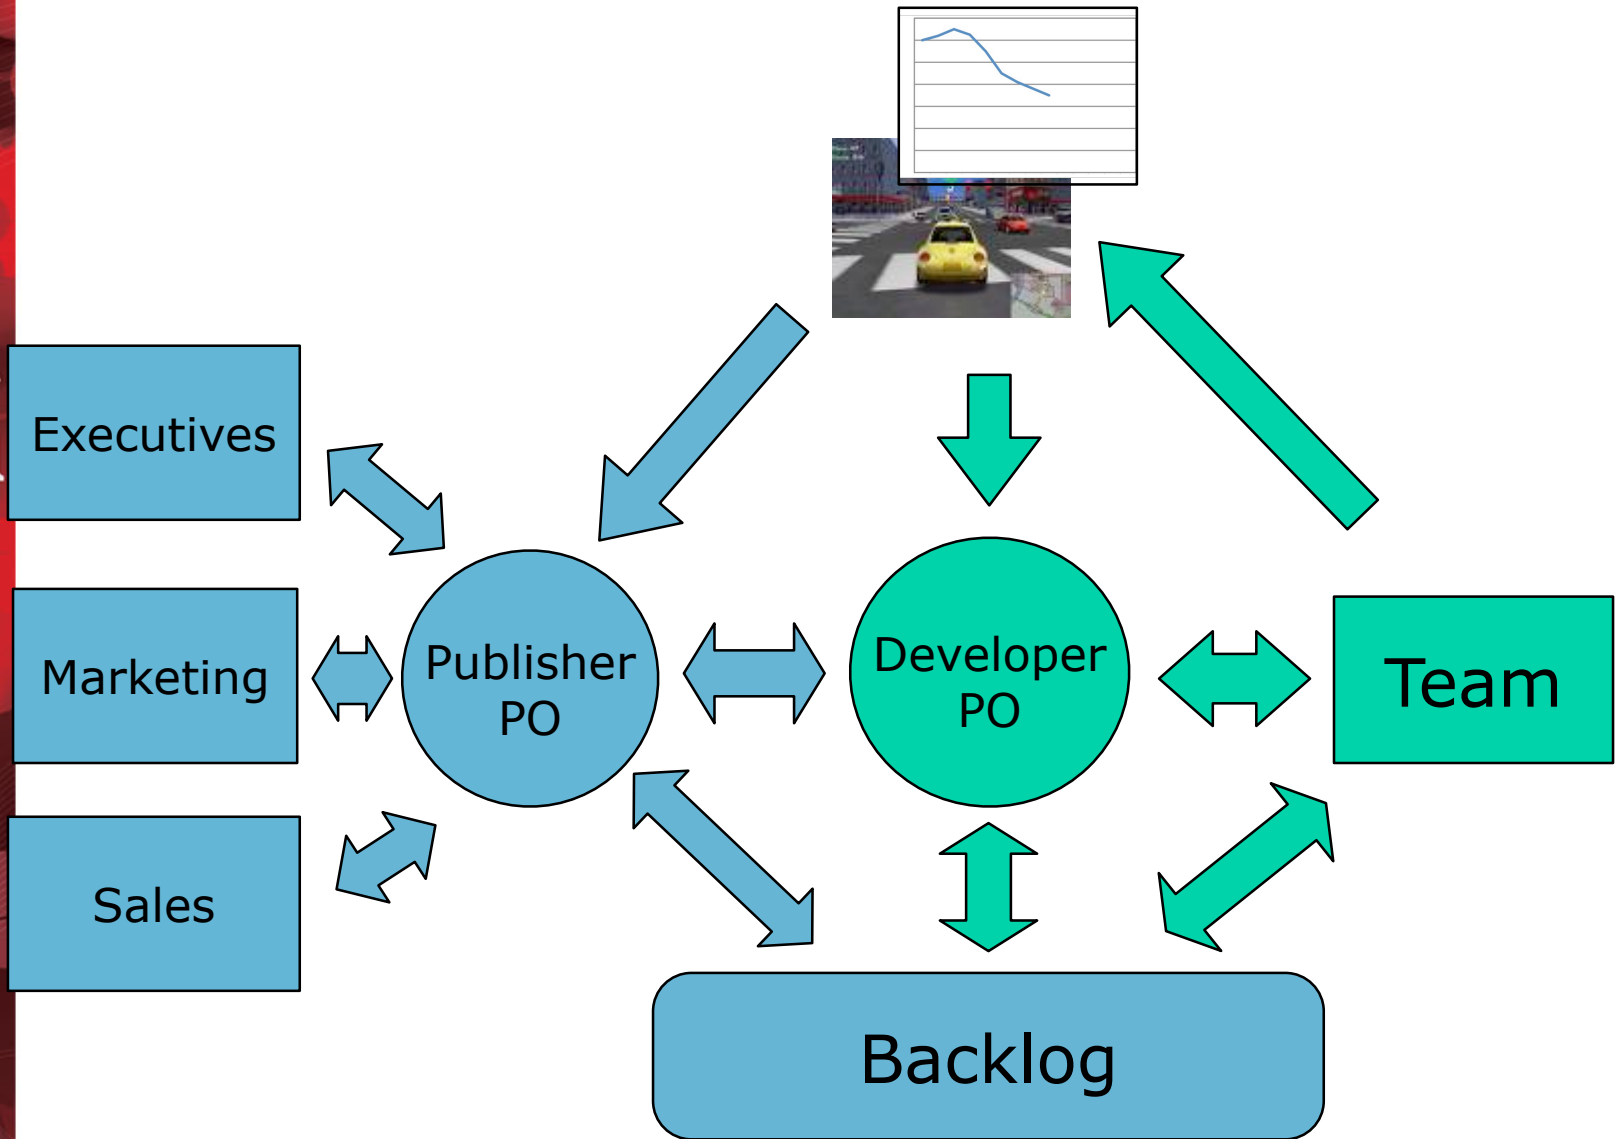 Executives
Marketing
Sales
Publisher
PO
Developer
PO
Team
Backlog